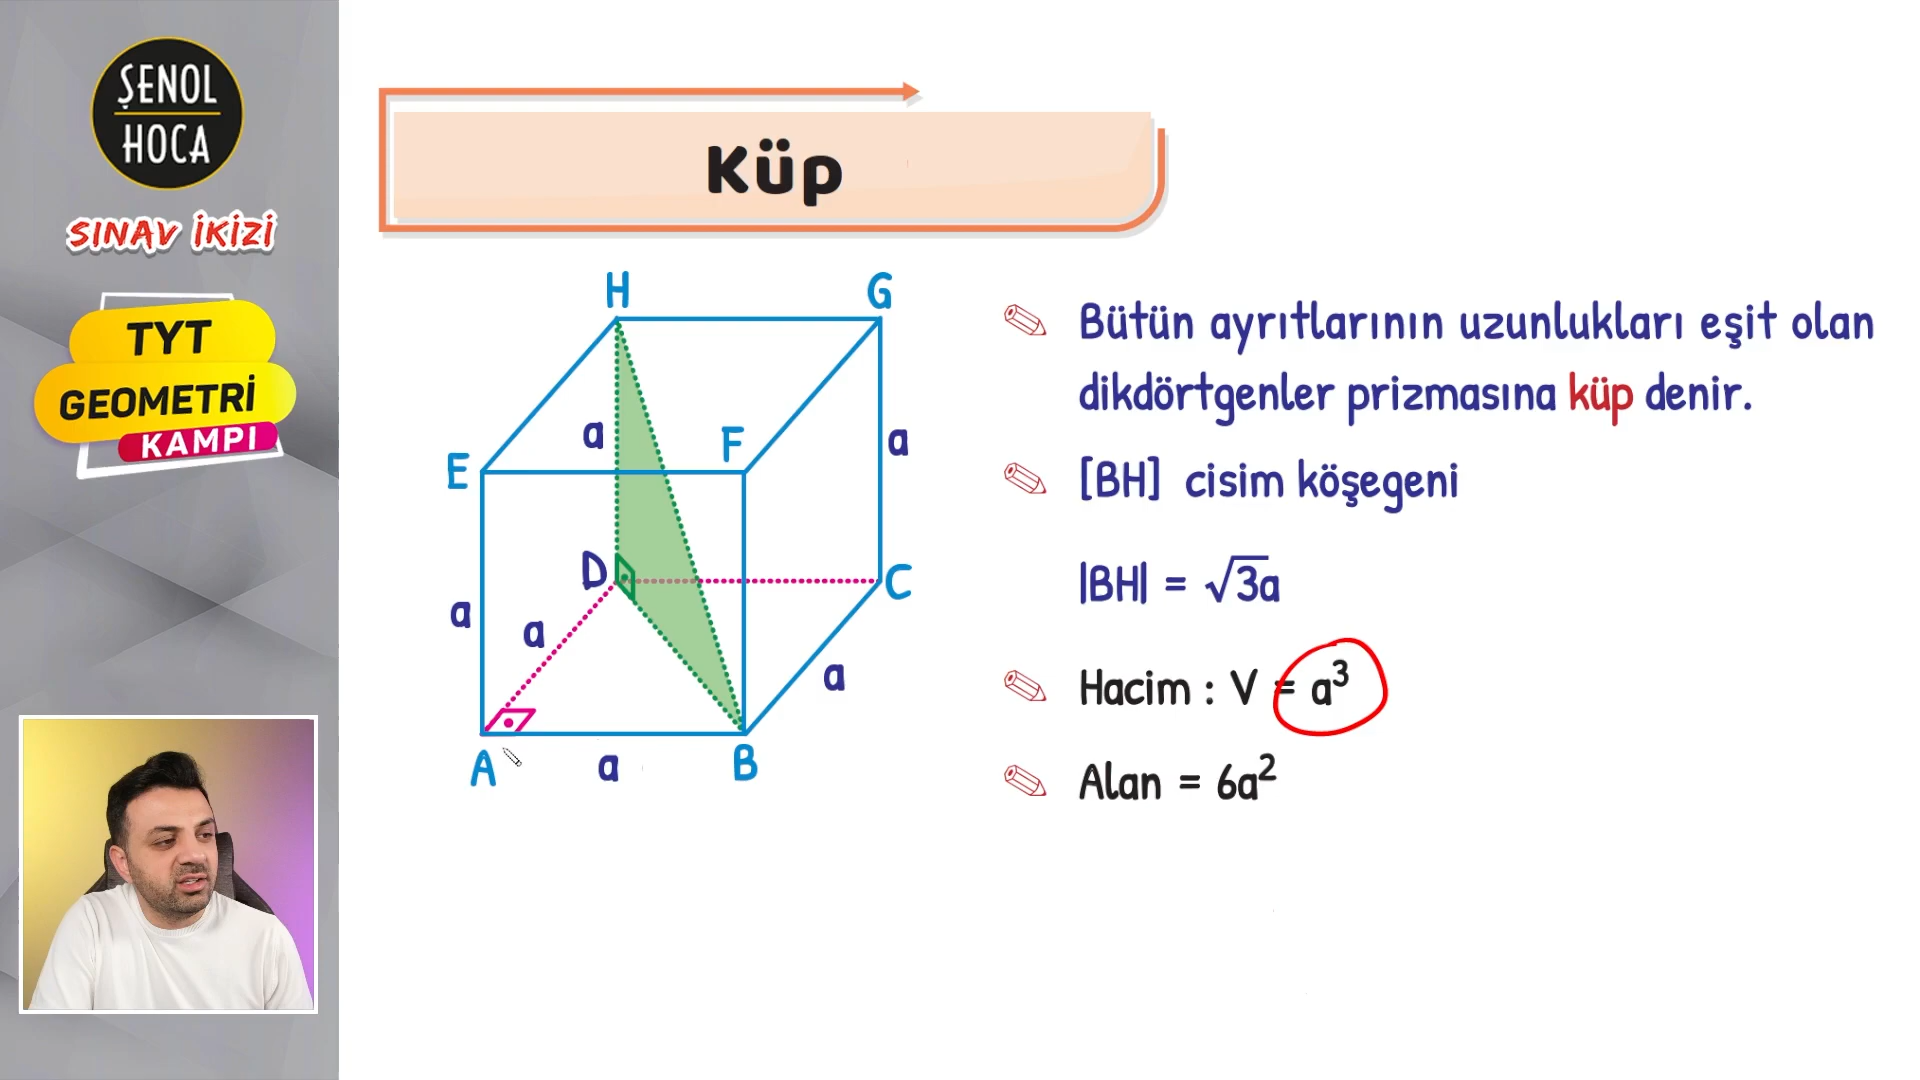 ŞENOL
HOCA
SINAV İKİZİ
TYT
GEOMETRİ
KAMPI
Küp
H
G
a
F
a
E
D
C
a
a
a
A
a
B
Bütün ayrıtlarının uzunlukları eşit olan
dikdörtgenler prizmasına küp denir.
[BH] cisim köşegeni
|BH| = √3a
Hacim : V = a³
Alan = 6a²